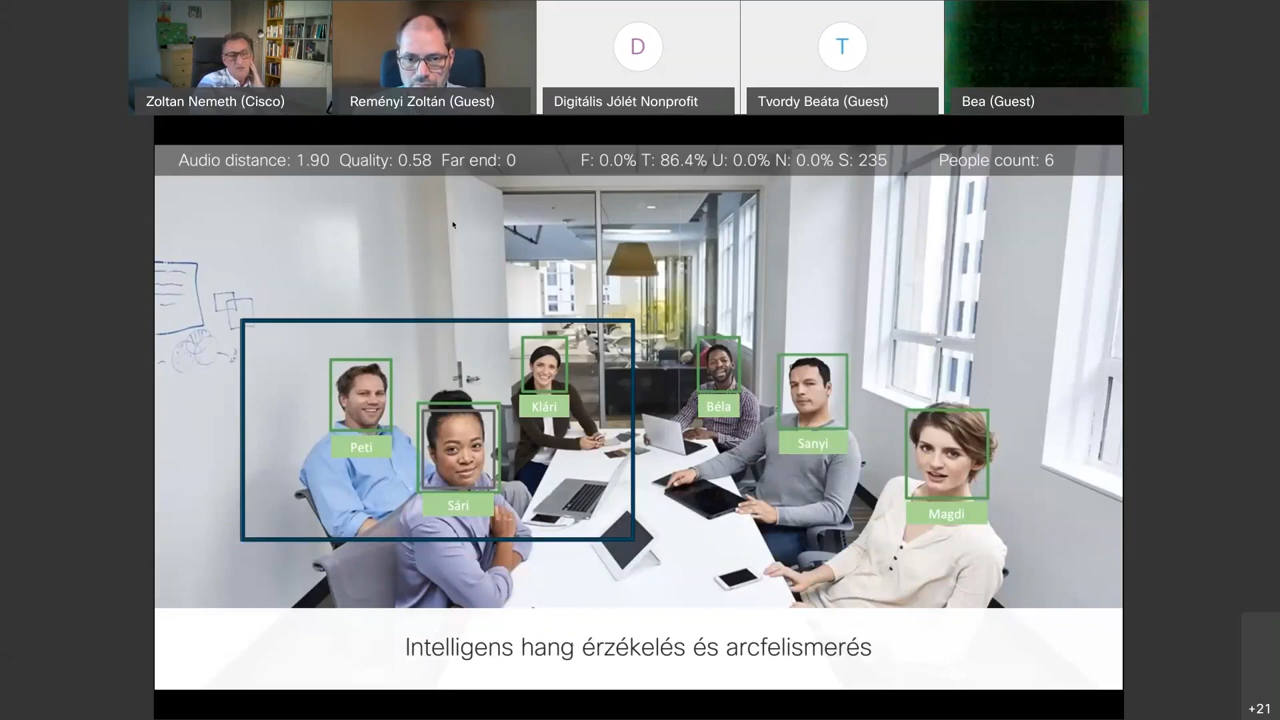 D
T
Zoltan Nemeth (Cisco)
Reményi Zoltán (Guest)
Digitális Jólét Nonprofit
Tvordy Beáta (Guest)
Bea (Guest)
Audio distance: 1.90 Quality: 0.58 Far end: 0 F: 0.0% T: 86.4% U: 0.0% N: 0.0% S: 235 People count: 6
Klári
Béla
Peti
Sanyi
Sári
Magdi
Intelligens hang érzékelés és arcfelismerés
+21